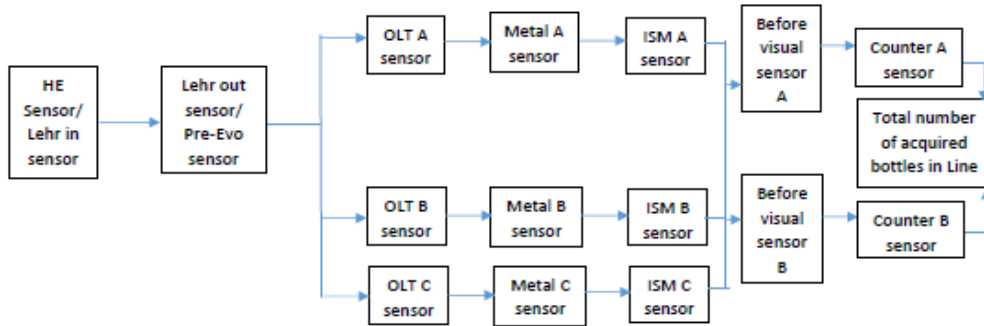 HE
Sensor/
Lehr in
sensor
Lehr out
sensor/
Pre-Evo
sensor
OLT A
sensor
Metal A
sensor
ISM A
sensor
Before
visual
sensor
A
Counter A
sensor
Total number
of acquired
bottles in Line
OLT B
sensor
Metal B
sensor
ISM B
sensor
Before
visual
sensor
B
Counter B
sensor
OLT C
sensor
Metal C
sensor
ISM C
sensor